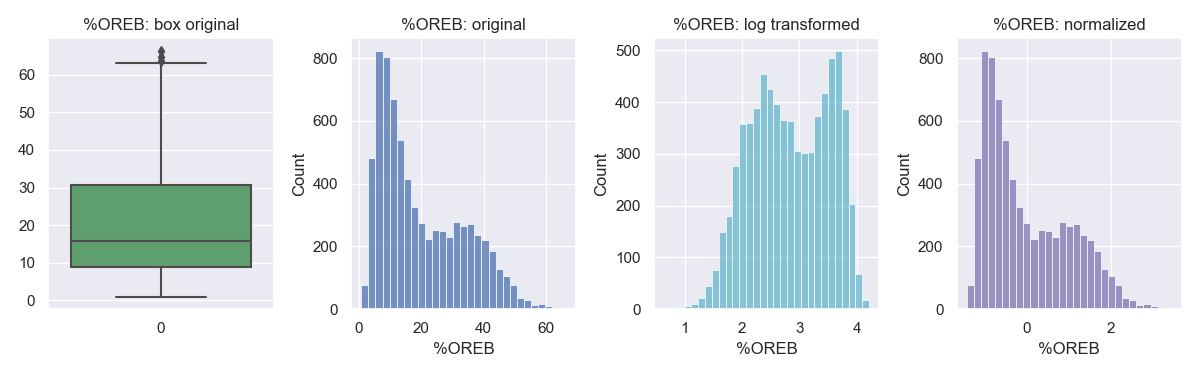 %OREB: box original
60
50
40
30
20
10
0
0
%OREB: original
Count
800
600
400
200
0
0 20 40 60
%OREB
%OREB: log transformed
Count
500
400
300
200
100
0
1 2 3 4
%OREB
%OREB: normalized
Count
800
600
400
200
0
0 2
%OREB